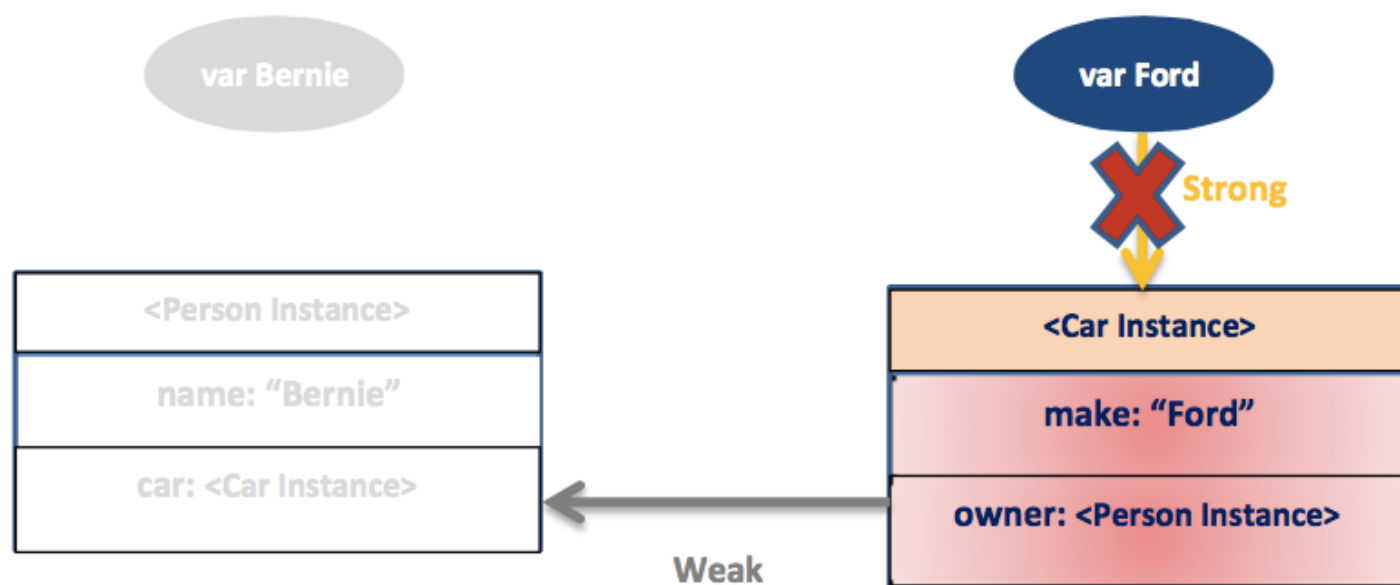 var Bernie
var Ford
Strong
<Person Instance>
<Car Instance>
name: “Bernie”
make: “Ford”
car: <Car Instance>
owner: <Person Instance>
Weak